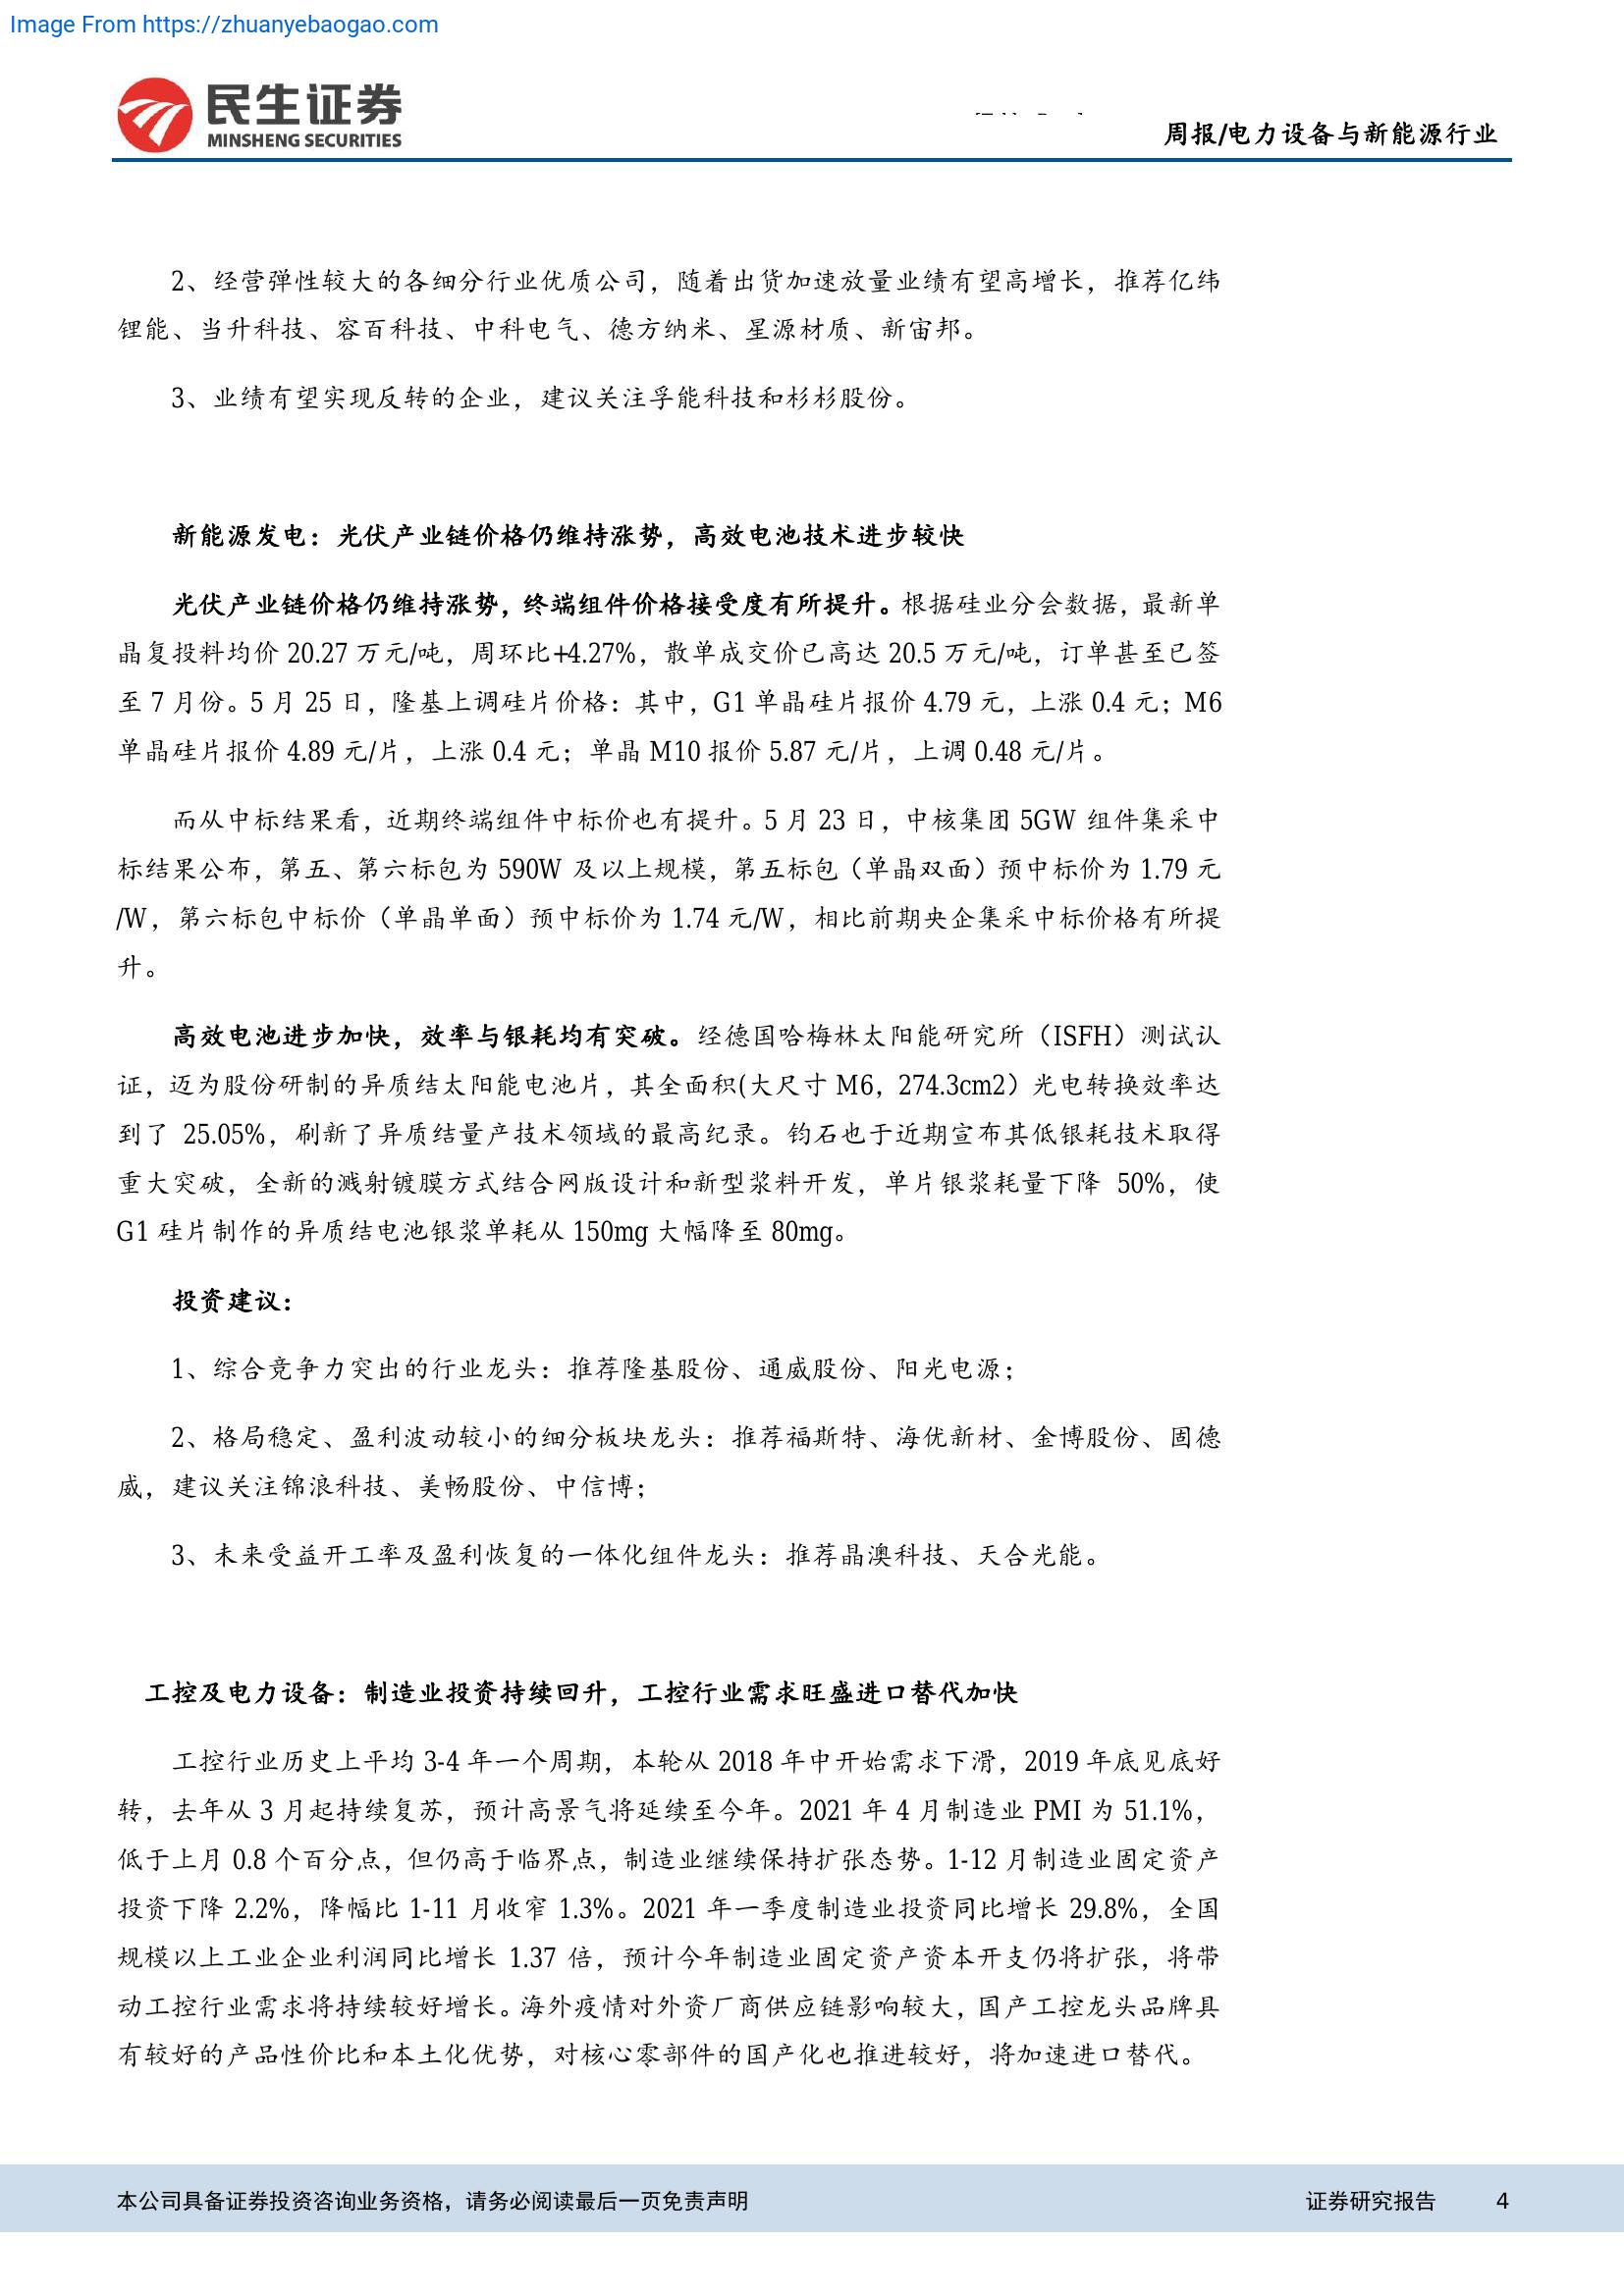 Image From https://zhuanyebaogao.com
民生证券
MINSHENG SECURITIES
周报/电力设备与新能源行业
2、经营弹性较大的各细分行业优质公司，随着出货加速放量业绩有望高增长，推荐亿纬
锂能、当升科技、容百科技、中科电气、德方纳米、星源材质、新宙邦。
3、业绩有望实现反转的企业，建议关注孚能科技和杉杉股份。
新能源发电：光伏产业链价格仍维持涨势，高效电池技术进步较快
光伏产业链价格仍维持涨势，终端组件价格接受度有所提升。根据硅业分会数据，最新单
晶复投料均价 20.27 万元/吨，周环比+4.27%，散单成交价已高达 20.5 万元/吨，订单甚至已签
至 7 月份。5 月 25 日，隆基上调硅片价格：其中，G1 单晶硅片报价 4.79 元，上涨 0.4 元；M6
单晶硅片报价 4.89 元/片，上涨 0.4 元；单晶 M10 报价 5.87 元/片，上调 0.48 元/片。
而从中标结果看，近期终端组件中标价也有提升。5 月 23 日，中核集团 5GW 组件集采中
标结果公布，第五、第六标包为 590W 及以上规模，第五标包（单晶双面）预中标价为 1.79 元
/W，第六标包中标价（单晶单面）预中标价为 1.74 元/W，相比前期央企集采中标价格有所提
升。
高效电池进步加快，效率与银耗均有突破。经德国哈梅林太阳能研究所（ISFH）测试认
证，迈为股份研制的异质结太阳能电池片，其全面积(大尺寸 M6，274.3cm2）光电转换效率达
到了 25.05%，刷新了异质结量产技术领域的最高纪录。钧石也于近期宣布其低银耗技术取得
重大突破，全新的溅射镀膜方式结合网版设计和新型浆料开发，单片银浆耗量下降 50%，使
G1 硅片制作的异质结电池银浆单耗从 150mg 大幅降至 80mg。
投资建议：
1、综合竞争力突出的行业龙头：推荐隆基股份、通威股份、阳光电源；
2、格局稳定、盈利波动较小的细分板块龙头：推荐福斯特、海优新材、金博股份、固德
威，建议关注锦浪科技、美畅股份、中信博；
3、未来受益开工率及盈利恢复的一体化组件龙头：推荐晶澳科技、天合光能。
工控及电力设备：制造业投资持续回升，工控行业需求旺盛进口替代加快
工控行业历史上平均 3-4 年一个周期，本轮从 2018 年中开始需求下滑，2019 年底见底好
转，去年从 3 月起持续复苏，预计高景气将延续至今年。2021 年 4 月制造业 PMI 为 51.1%，
低于上月 0.8 个百分点，但仍高于临界点，制造业继续保持扩张态势。1-12 月制造业固定资产
投资下降 2.2%，降幅比 1-11 月收窄 1.3%。2021 年一季度制造业投资同比增长 29.8%，全国
规模以上工业企业利润同比增长 1.37 倍，预计今年制造业固定资产资本开支仍将扩张，将带
动工控行业需求将持续较好增长。海外疫情对外资厂商供应链影响较大，国产工控龙头品牌具
有较好的产品性价比和本土化优势，对核心零部件的国产化也推进较好，将加速进口替代。
本公司具备证券投资咨询业务资格，请务必阅读最后一页免责声明
证券研究报告 4